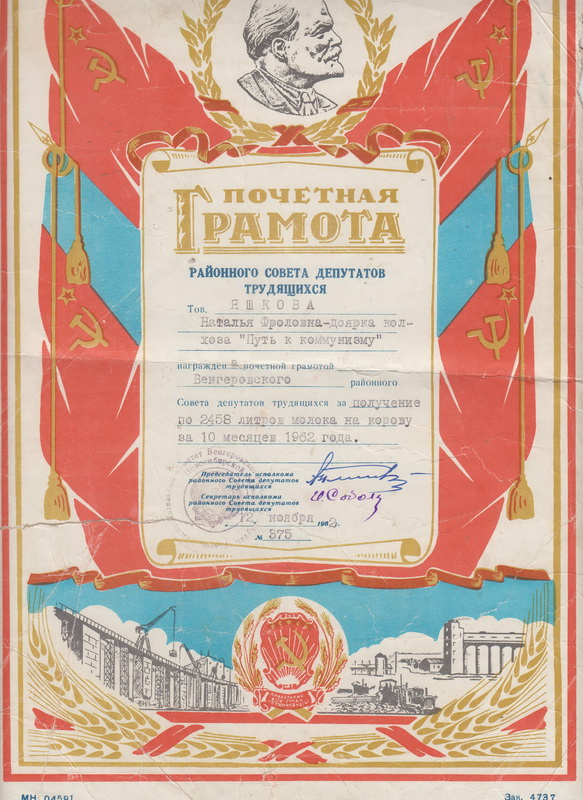 ПОЧЕТНАЯ
ГРАМОТА
РАЙОННОГО СОВЕТА ДЕПУТАТОВ
ТРУДЯЩИХСЯ
Тов. ЯШКОВА
Наталья Фроловна-доярка кол-
хоза "Путь к коммунизму"
награжден а почетной грамотой
Венгеровского районного
Совета депутатов трудящихся за получение
по 2458 литров молока на корову
за 10 месяцев 1962 года.
Председатель исполкома
районного Совета депутатов
трудящихся
Секретарь исполкома
районного Совета депутатов
трудящихся
12. ноября 1962г.
№ 375
МН 04591
Зак. 4737